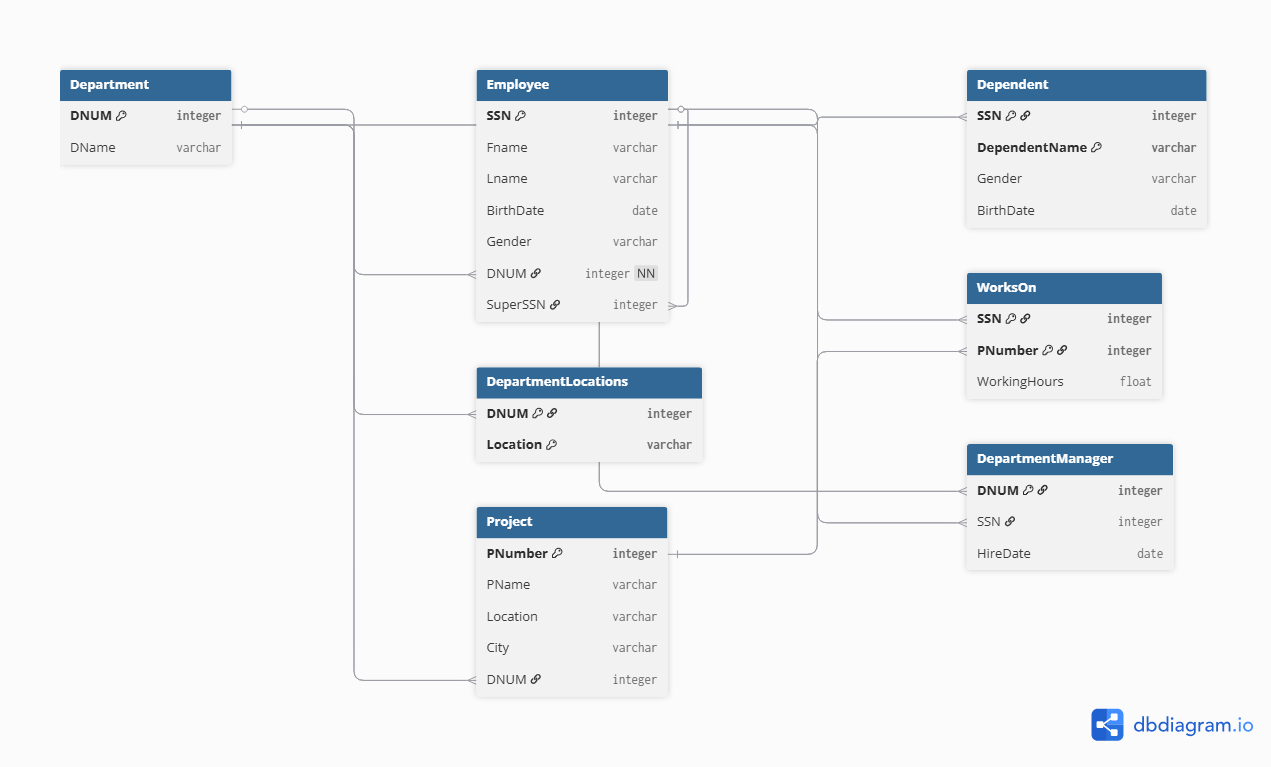 Department
DNUM integer
DName varchar
Employee
SSN integer
Fname varchar
Lname varchar
BirthDate date
Gender varchar
DNUM integer NN
SuperSSN integer
DepartmentLocations
DNUM integer
Location varchar
Project
PNumber integer
PName varchar
Location varchar
City varchar
DNUM integer
Dependent
SSN integer
DependentName varchar
Gender varchar
BirthDate date
WorksOn
SSN integer
PNumber integer
WorkingHours float
DepartmentManager
DNUM integer
SSN integer
HireDate date
dbdiagram.io